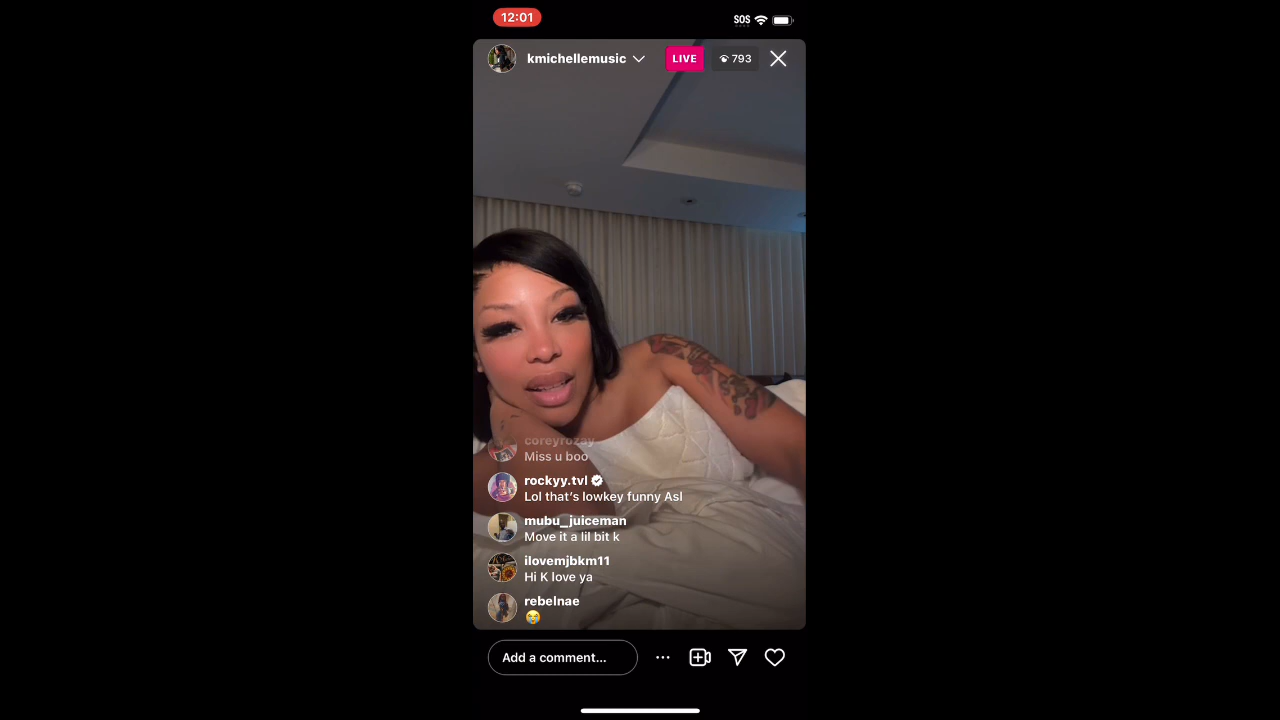 12:01
SOS
kmichellemusic
LIVE
793
coreyrozay
Miss u boo
rockyy.tvl
Lol that's lowkey funny Asl
mubu_juiceman
Move it a lil bit k
ilovemjbkm11
Hi K love ya
rebelnae
😭
Add a comment...